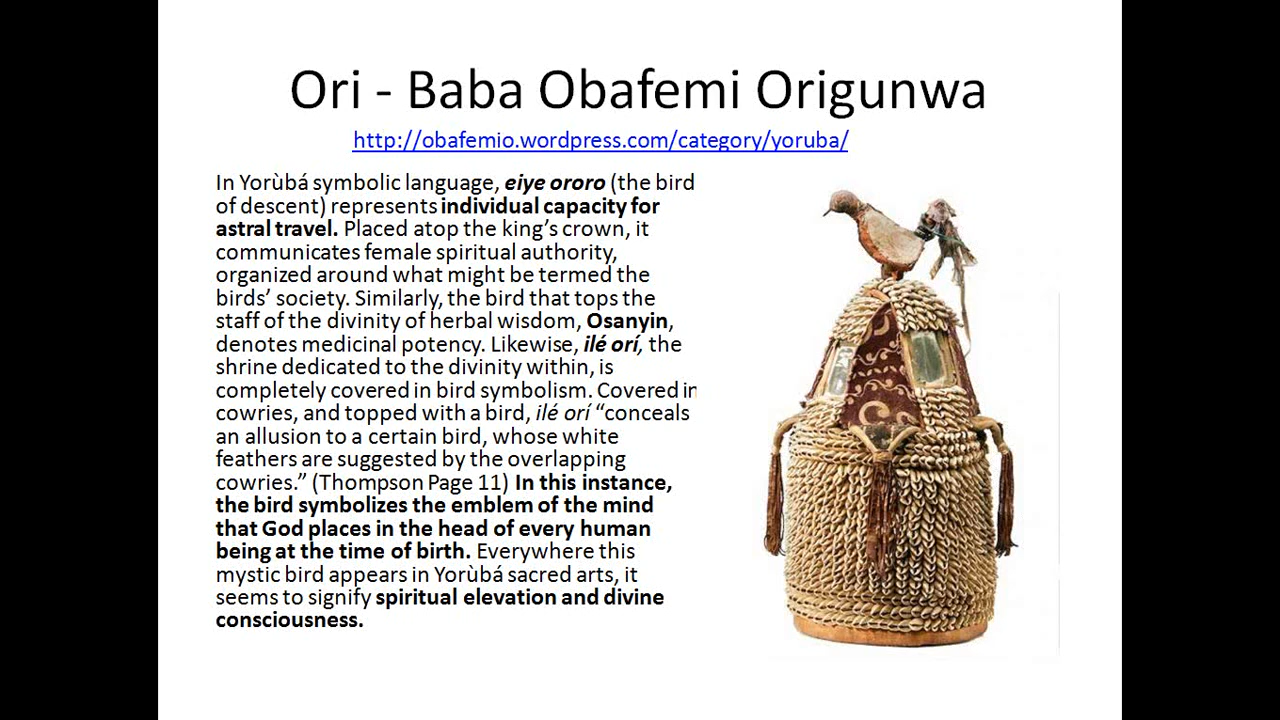 Ori - Baba Obafemi Origunwa
http://obafemio.wordpress.com/category/yoruba/
In Yorùbá symbolic language, eiye ororo (the bird
of descent) represents individual capacity for
astral travel. Placed atop the king’s crown, it
communicates female spiritual authority,
organized around what might be termed the
birds’ society. Similarly, the bird that tops the
staff of the divinity of herbal wisdom, Osanyin,
denotes medicinal potency. Likewise, ilé orí, the
shrine dedicated to the divinity within, is
completely covered in bird symbolism. Covered in
cowries, and topped with a bird, ilé orí “conceals
an allusion to a certain bird, whose white
feathers are suggested by the overlapping
cowries.” (Thompson Page 11) In this instance,
the bird symbolizes the emblem of the mind
that God places in the head of every human
being at the time of birth. Everywhere this
mystic bird appears in Yorùbá sacred arts, it
seems to signify spiritual elevation and divine
consciousness.